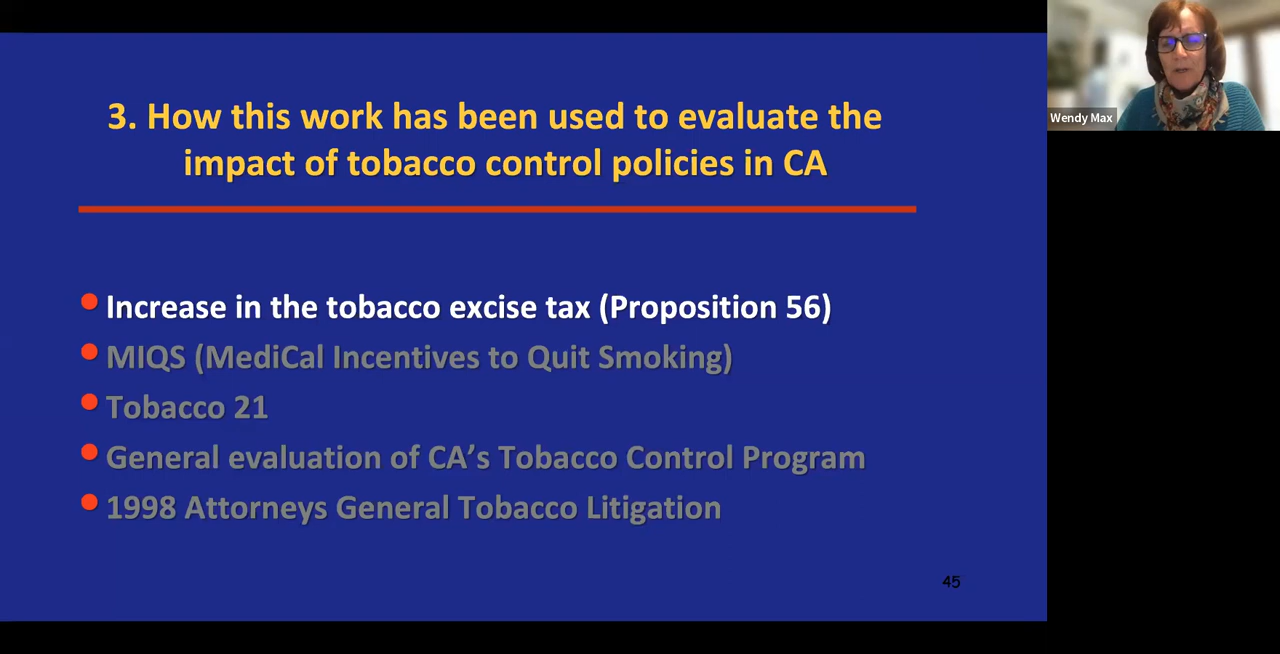 3. How this work has been used to evaluate the
impact of tobacco control policies in CA
Increase in the tobacco excise tax (Proposition 56)
MIQS (MediCal Incentives to Quit Smoking)
Tobacco 21
General evaluation of CA’s Tobacco Control Program
1998 Attorneys General Tobacco Litigation
45
Wendy Max